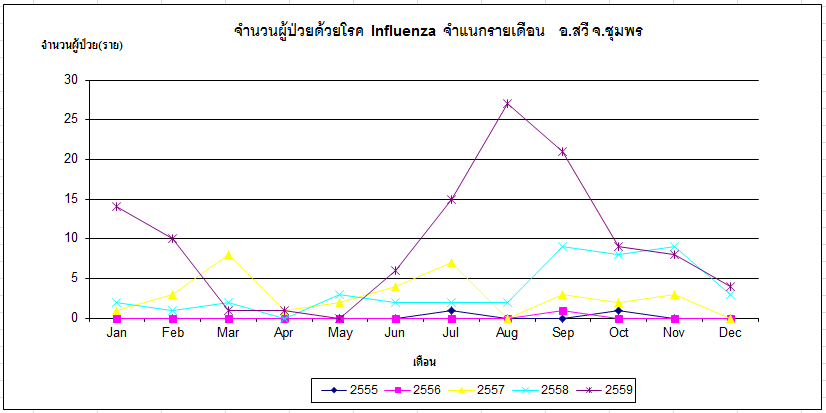 จำนวนผู้ป่วยด้วยโรค Influenza จำแนกรายเดือน อ.สวี จ.ชุมพร
จำนวนผู้ป่วย(ราย)
30
25
20
15
10
5
0
Jan Feb Mar Apr May Jun Jul Aug Sep Oct Nov Dec
เดือน
2555 2556 2557 2558 2559